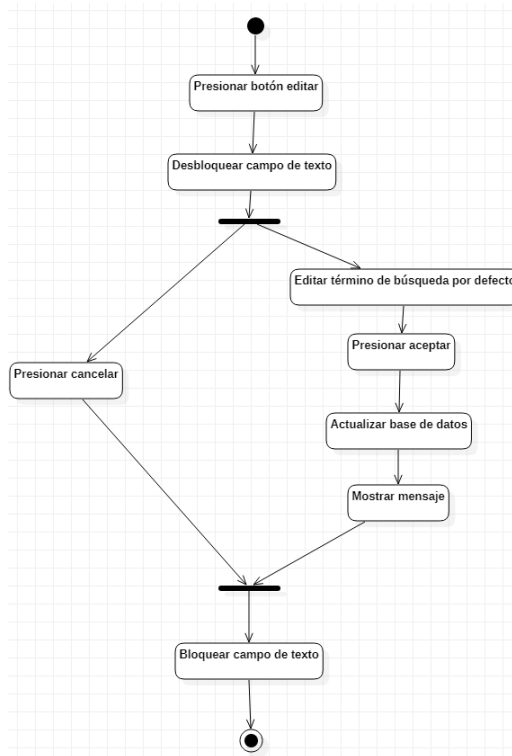 Presionar botón editar
Desbloquear campo de texto
Editar término de búsqueda por defecto
Presionar aceptar
Presionar cancelar
Actualizar base de datos
Mostrar mensaje
Bloquear campo de texto